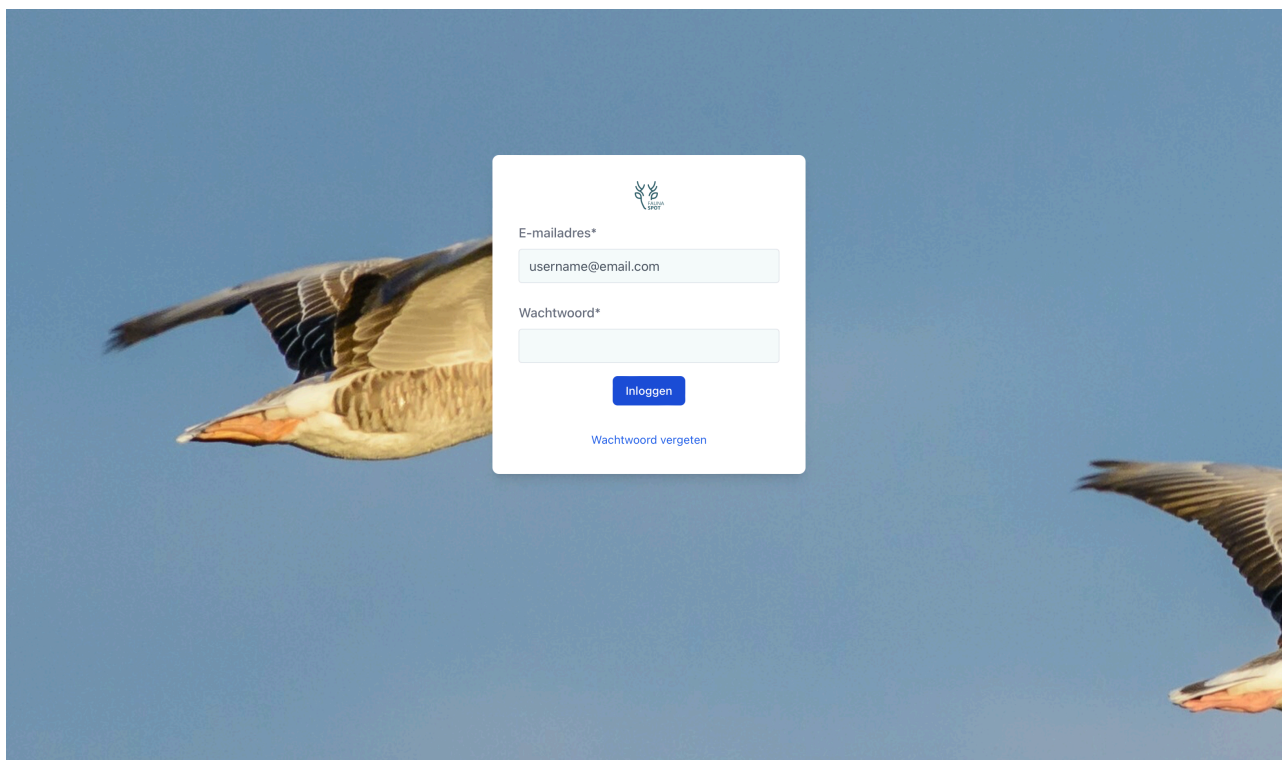 FAUNA
SPOT
E-mailadres*
username@email.com
Wachtwoord*
Inloggen
Wachtwoord vergeten